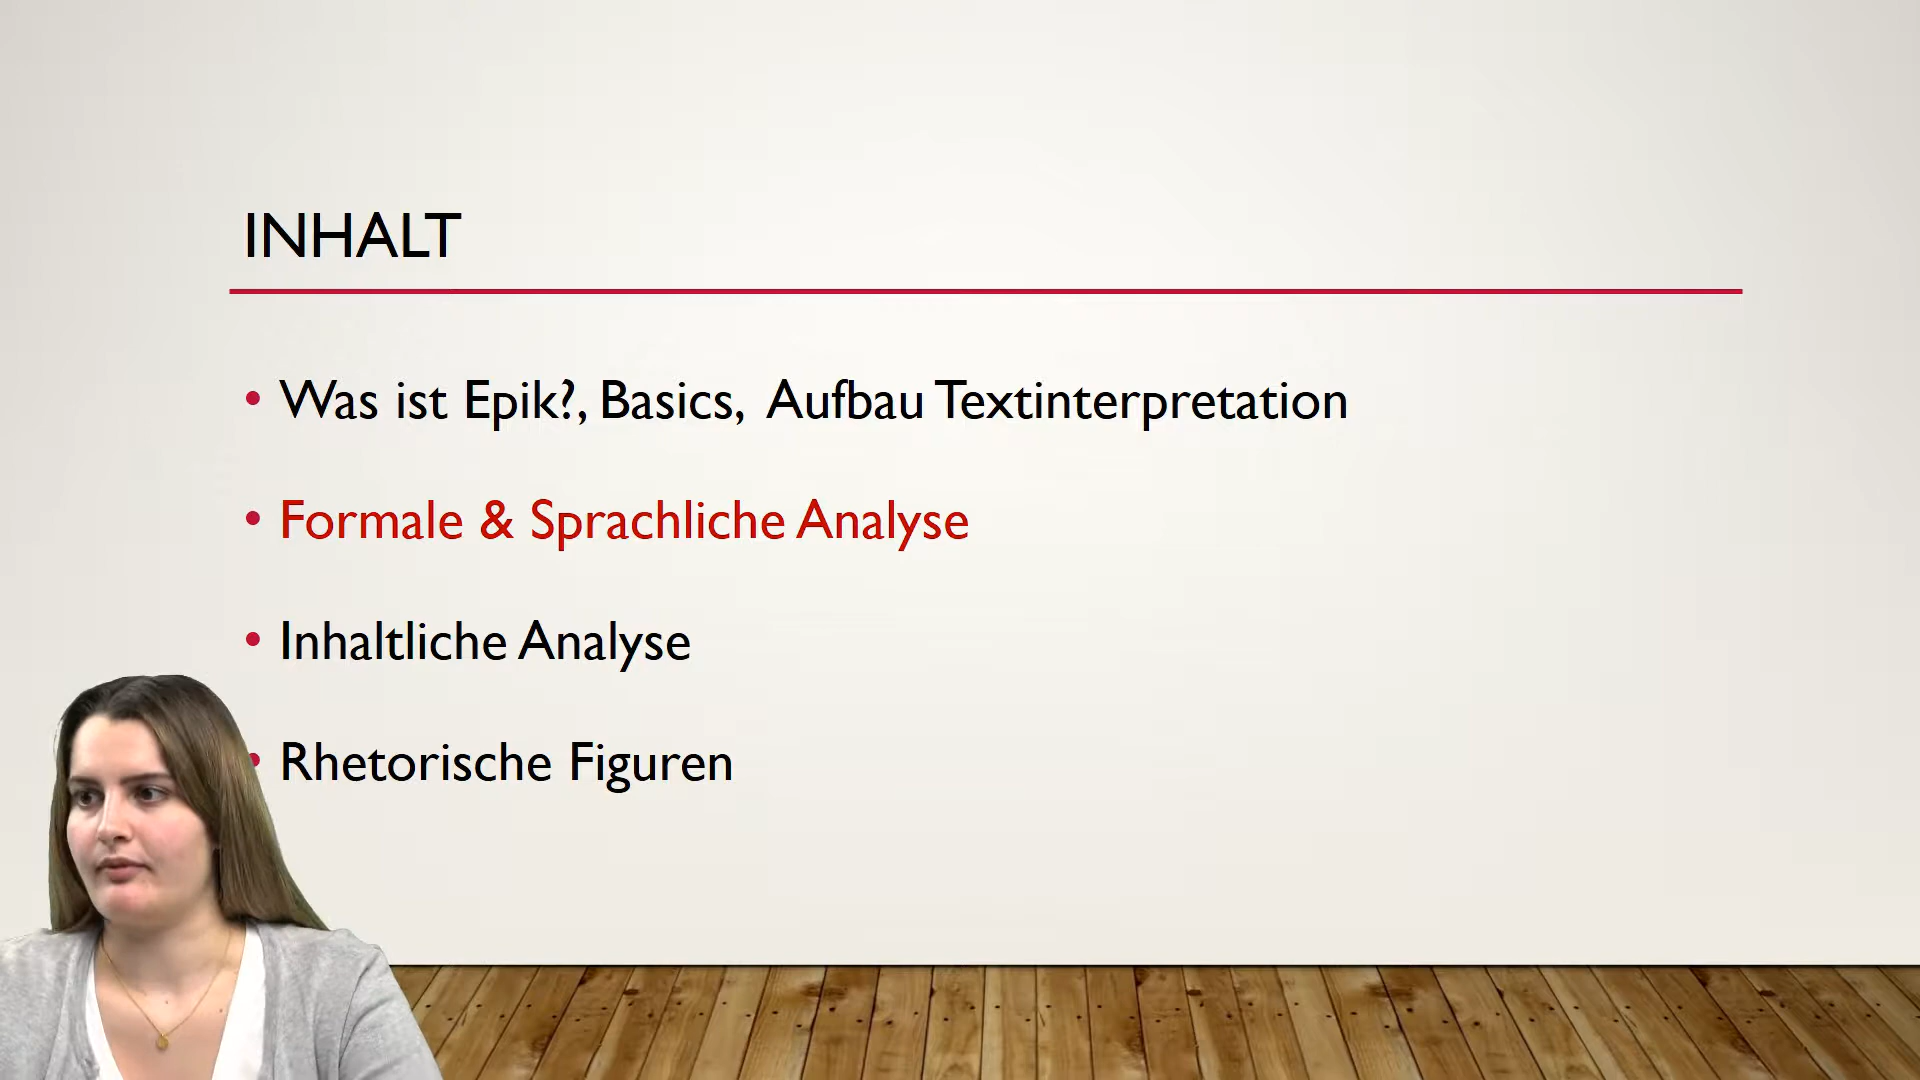 INHALT
• Was ist Epik?, Basics, Aufbau Textinterpretation
• Formale & Sprachliche Analyse
• Inhaltliche Analyse
• Rhetorische Figuren